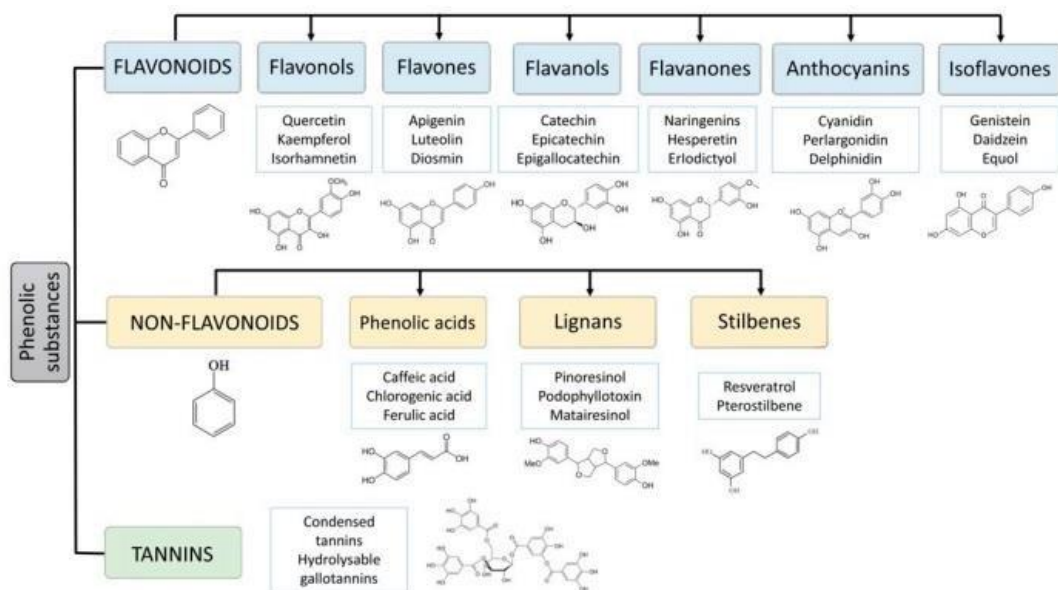 FLAVONOIDS
Flavonols
Flavones
Flavanols
Flavanones
Anthocyanins
Isoflavones
Quercetin
Kaempferol
Isorhamnetin
Apigenin
Luteolin
Diosmin
Catechin
Epicatechin
Epigallocatechin
Naringenins
Hesperetin
Erlodictyol
Cyanidin
Perlargonidin
Delphinidin
Genistein
Daidzein
Equol
Phenolic
substances
NON-FLAVONOIDS
Phenolic acids
Lignans
Stilbenes
OH
Caffeic acid
Chlorogenic acid
Ferulic acid
Pinoresinol
Podophyllotoxin
Matairesinol
Resveratrol
Pterostilbene
TANNINS
Condensed
tannins
Hydrolysable
gallotannins